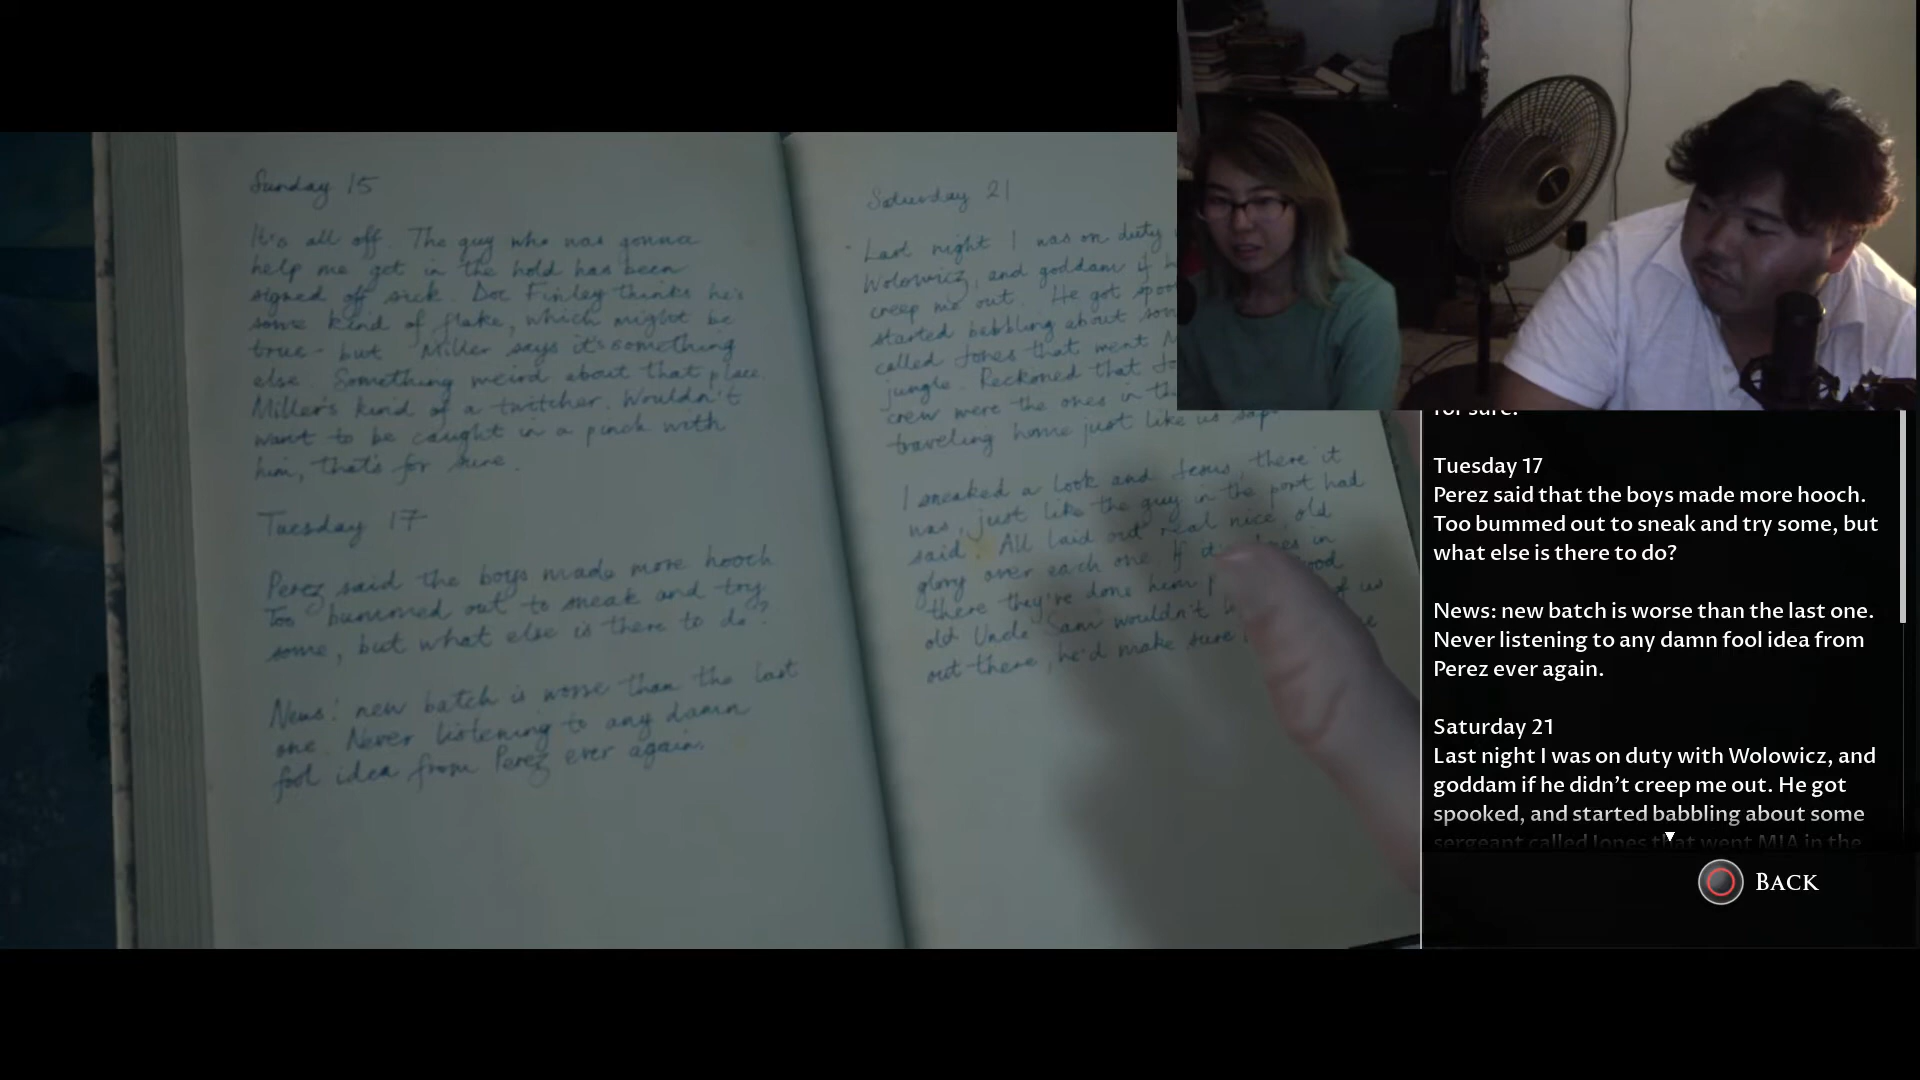 Sunday 15
It's all off. The guy who was gonna
help me get in the hold has been
signed off sick. Doc Finley thinks he's
some kind of flake, which might be
true - but Miller says it's something
else. Something weird about that place.
Miller's kind of a twitcher. Wouldn't
want to be caught in a pinch with
him, that's for sure.
Tuesday 17
Perez said the boys made more hooch
Too bummed out to sneak and try
some, but what else is there to do?
News: new batch is worse than the last
one. Never listening to any damn
fool idea from Perez ever again.
Saturday 21
Last night I was on duty
Wolowicz, and goddam if
creep me out. He got
started babbling about
called Jones that went
jungle. Reckoned that
crew were the ones in
traveling home just like us
I sneaked a look and Jesus, there it
was, just like the guy in the port had
said. All laid out real nice, old
glory over each one. If in
there they're done him
old Uncle Sam wouldn't of us
out there, he'd make sure
for sure.
Tuesday 17
Perez said that the boys made more hooch.
Too bummed out to sneak and try some, but
what else is there to do?
News: new batch is worse than the last one.
Never listening to any damn fool idea from
Perez ever again.
Saturday 21
Last night I was on duty with Wolowicz, and
goddam if he didn't creep me out. He got
spooked, and started babbling about some
sergeant called Jones that went MIA in the
BACK